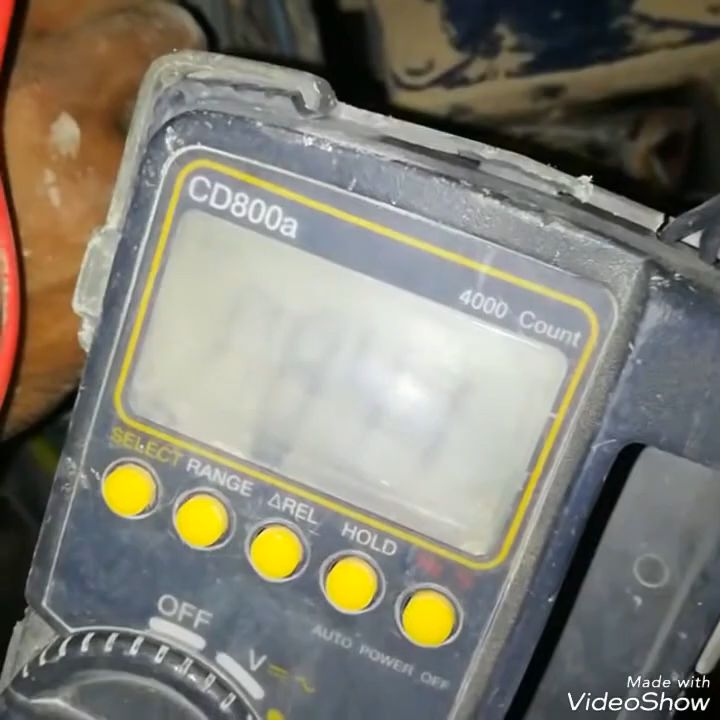 CD800a
4000 Count
SELECT RANGE ΔREL HOLD
AUTO POWER OFF
OFF
V
Made with
VideoShow